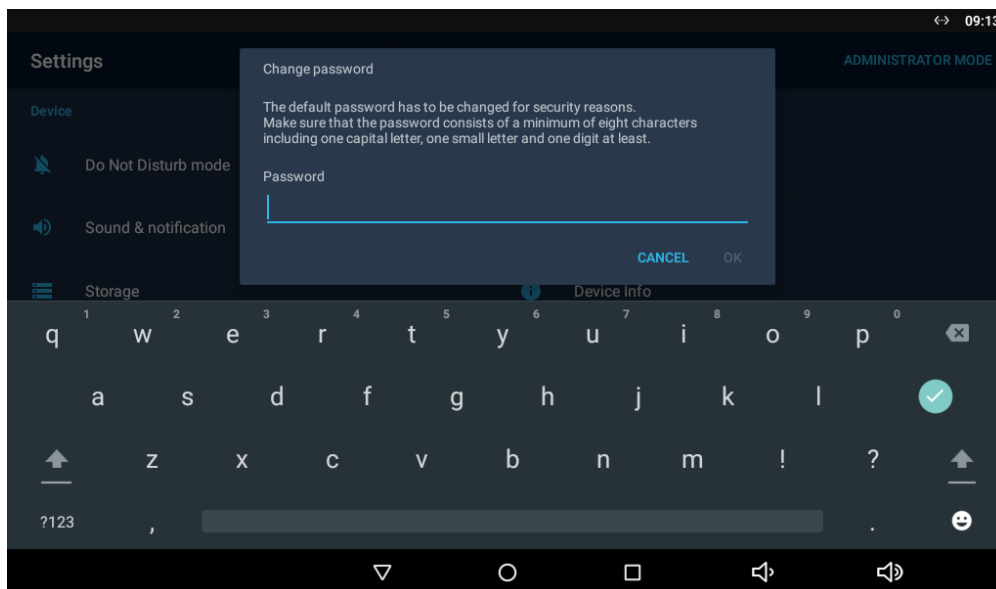 09:13
Settings
ADMINISTRATOR MODE
Change password
Device
The default password has to be changed for security reasons.
Make sure that the password consists of a minimum of eight characters
including one capital letter, one small letter and one digit at least.
Do Not Disturb mode
Password
Sound & notification
CANCEL OK
Storage
Device Info
1 2 3 4 5 6 7 8 9 0
q w e r t y u i o p
a s d f g h j k l
z x c v b n m ! ?
?123 , .